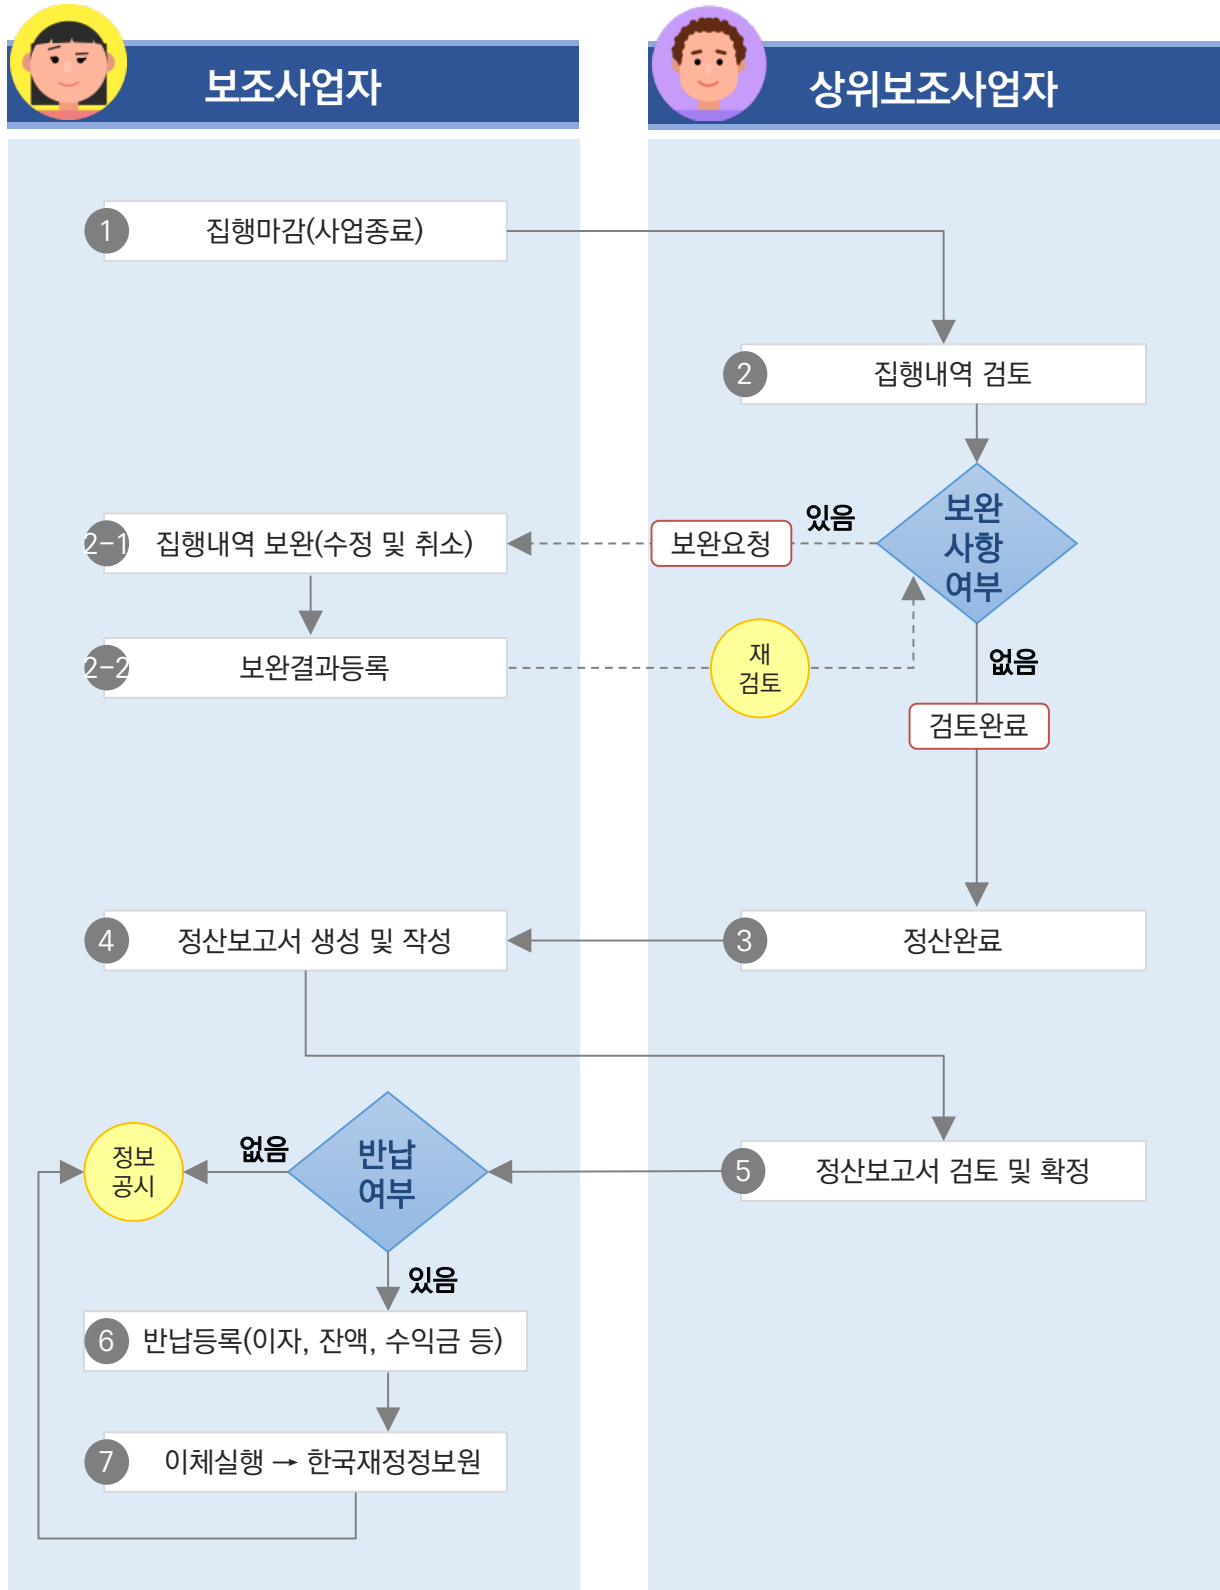 보조사업자
상위보조사업자
1 집행마감(사업종료)
2 집행내역 검토
보완
사항
여부
있음
보완요청
2-1 집행내역 보완(수정 및 취소)
2-2 보완결과등록
재
검토
없음
검토완료
3 정산완료
4 정산보고서 생성 및 작성
5 정산보고서 검토 및 확정
반납
여부
없음
정보
공시
있음
6 반납등록(이자, 잔액, 수익금 등)
7 이체실행 → 한국재정정보원